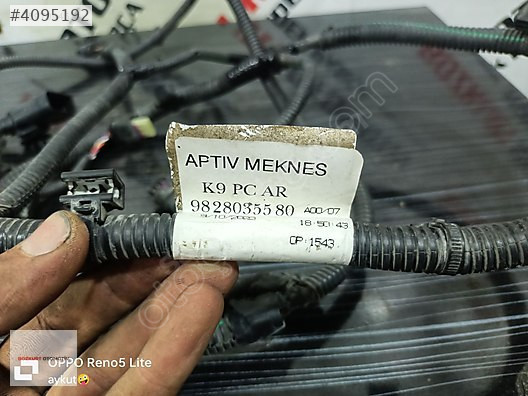 #4095192
APTIV MEKNES
K9 PC AR
9828035580 A00/07
18:50:43
OP:1543
OPPO Reno5 Lite
aykut🤪